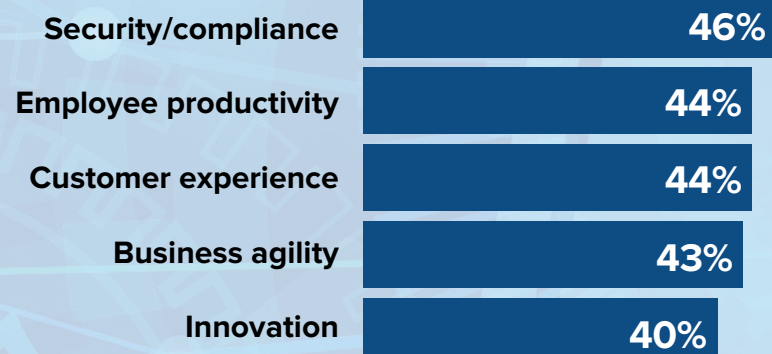 Security/compliance 46%
Employee productivity 44%
Customer experience 44%
Business agility 43%
Innovation 40%